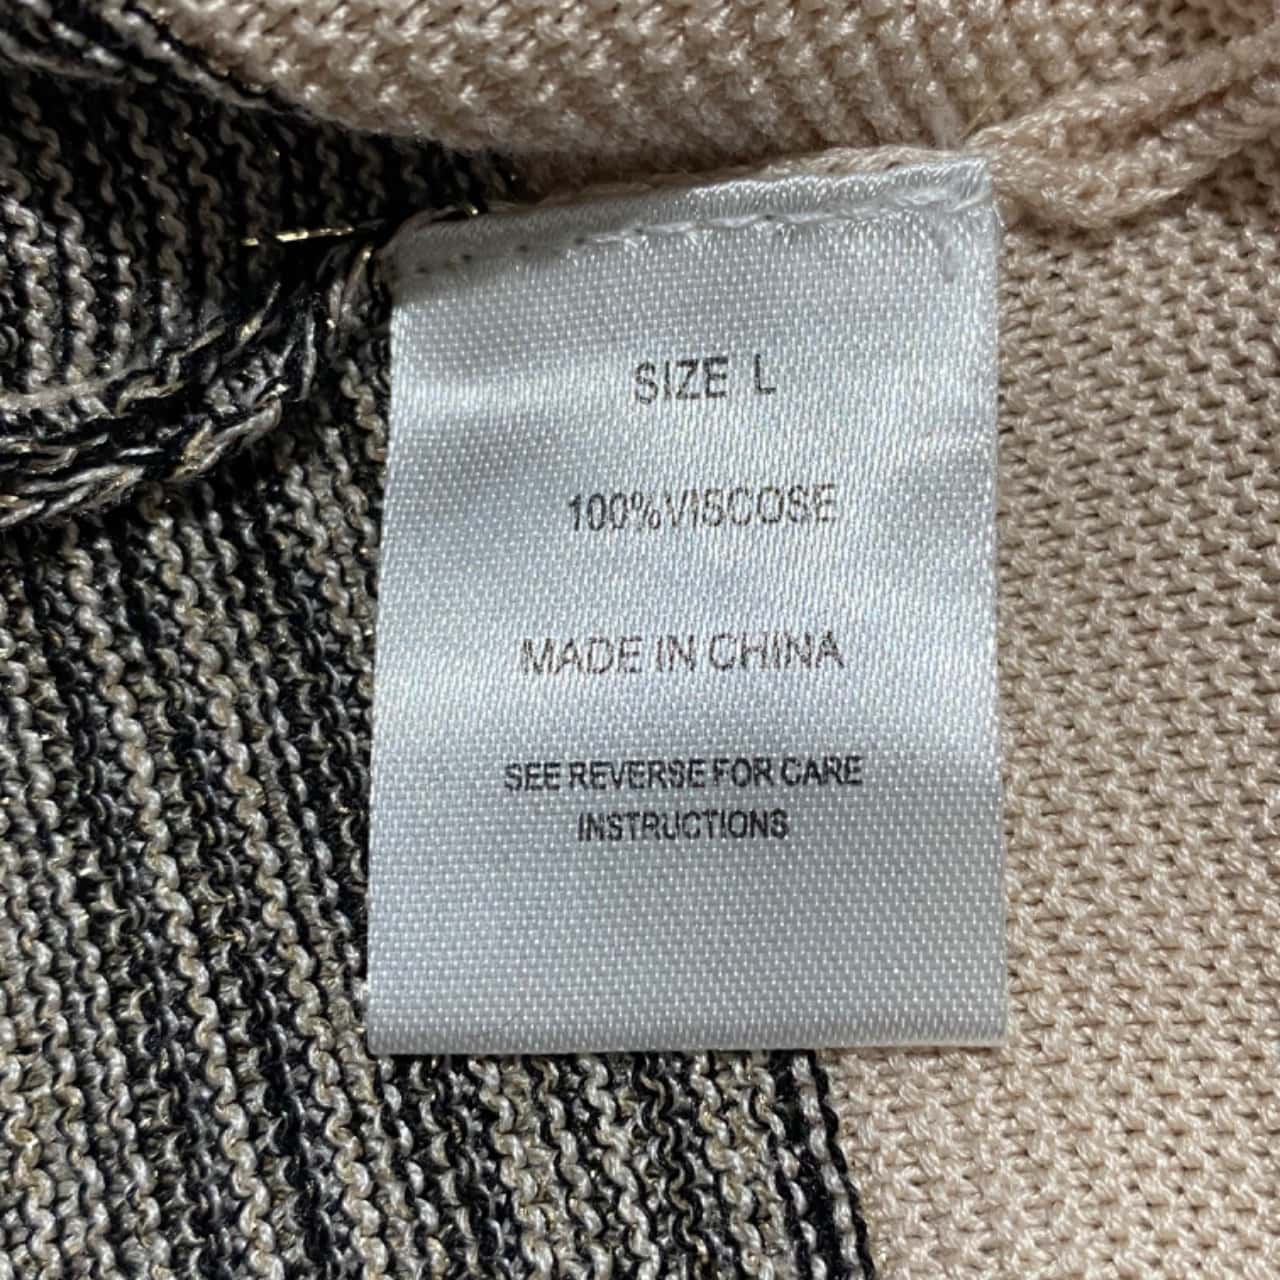 SIZE L
100%VISCOSE
MADE IN CHINA
SEE REVERSE FOR CARE
INSTRUCTIONS